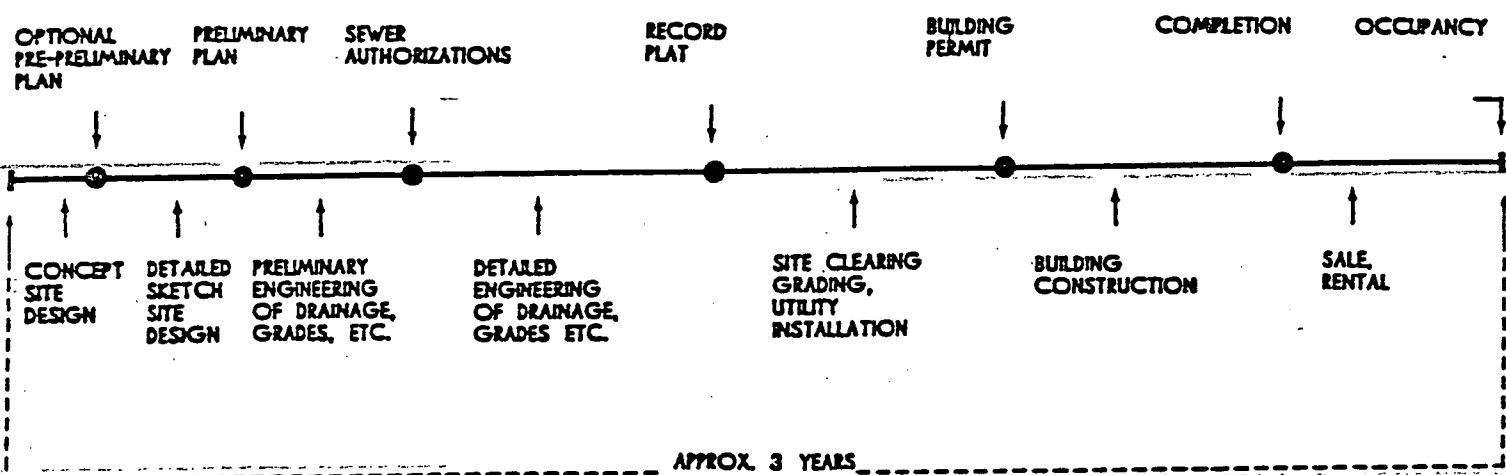 OPTIONAL
PRE-PRELIMINARY
PLAN
PRELIMINARY
PLAN
SEWER
AUTHORIZATIONS
RECORD
PLAT
BUILDING
PERMIT
COMPLETION
OCCUPANCY
CONCEPT
SITE
DESIGN
DETAILED
SKETCH
SITE
DESIGN
PRELIMINARY
ENGINEERING
OF DRAINAGE,
GRADES, ETC.
DETAILED
ENGINEERING
OF DRAINAGE,
GRADES ETC.
SITE CLEARING
GRADING,
UTILITY
INSTALLATION
BUILDING
CONSTRUCTION
SALE,
RENTAL
APPROX. 3 YEARS